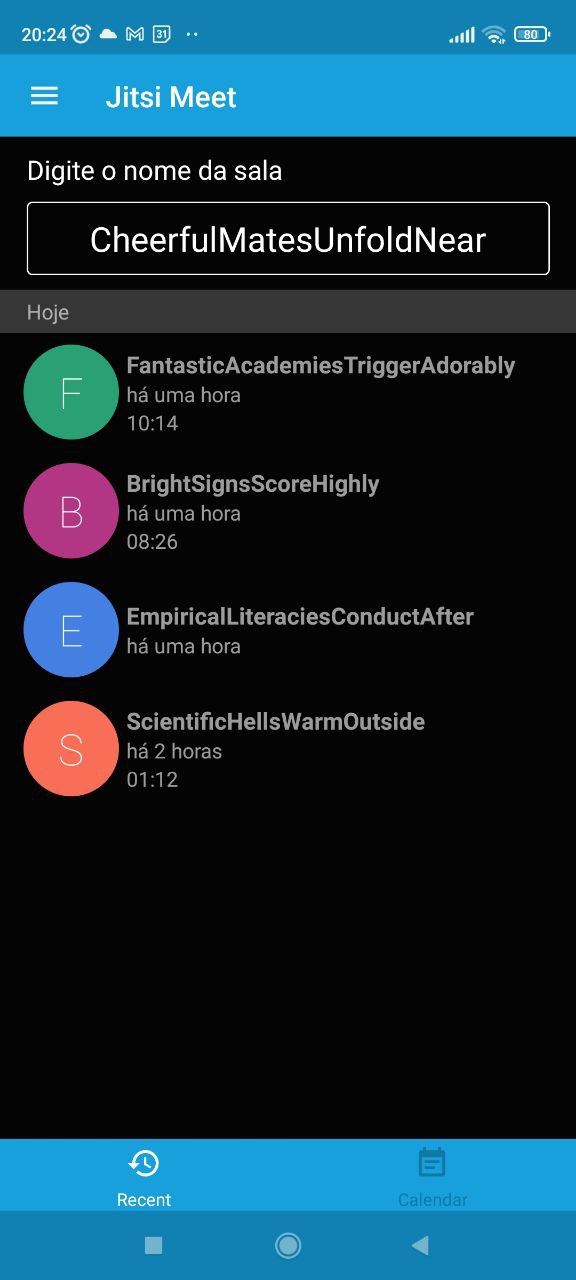 20:24 31 80
Jitsi Meet
Digite o nome da sala
CheerfulMatesUnfoldNear
Hoje
F
FantasticAcademiesTriggerAdorably
há uma hora
10:14
B
BrightSignsScoreHighly
há uma hora
08:26
E
EmpiricalLiteraciesConductAfter
há uma hora
S
ScientificHellsWarmOutside
há 2 horas
01:12
Recent Calendar